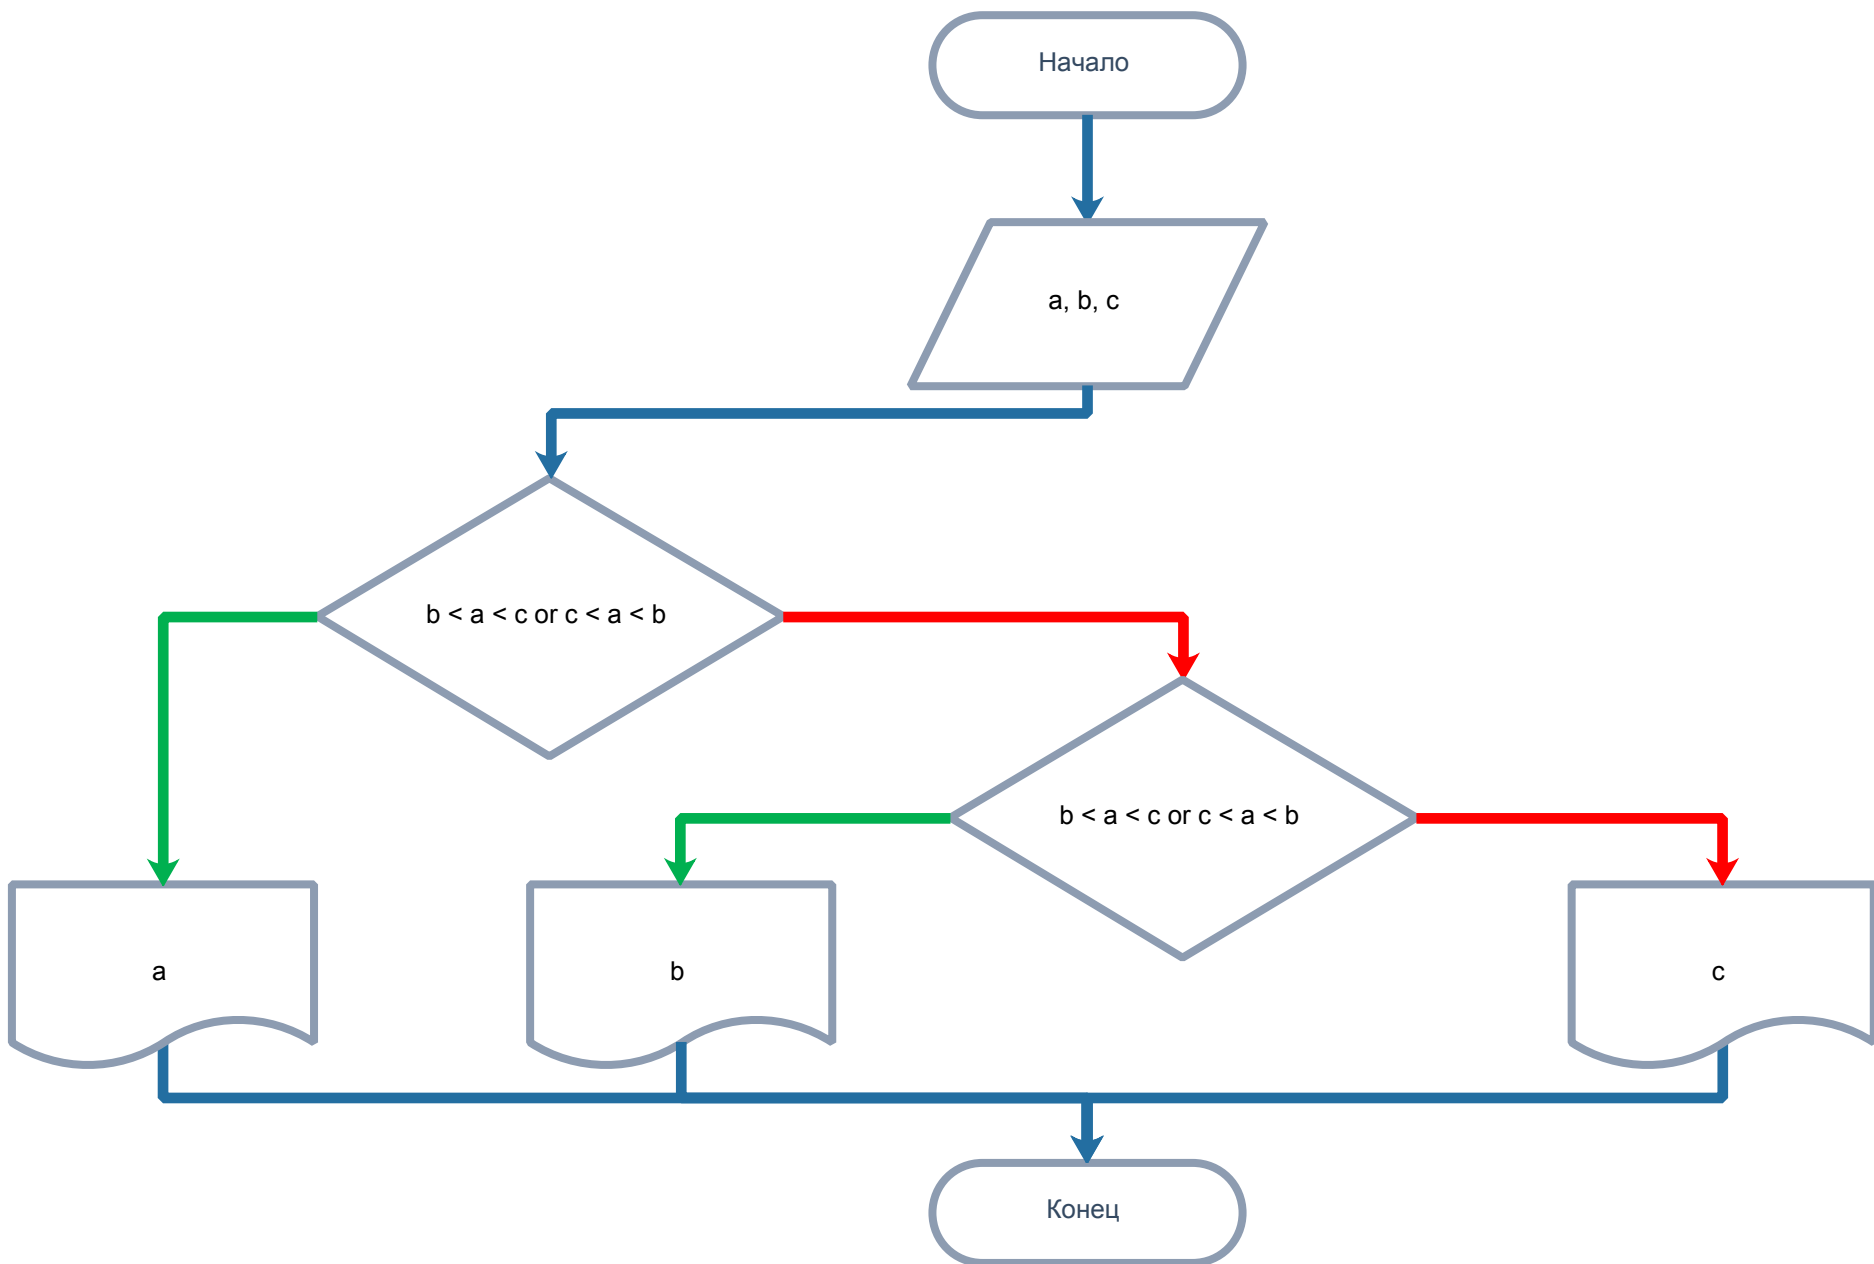 Начало
a, b, c
b < a < c or c < a < b
b < a < c or c < a < b
a
b
c
Конец